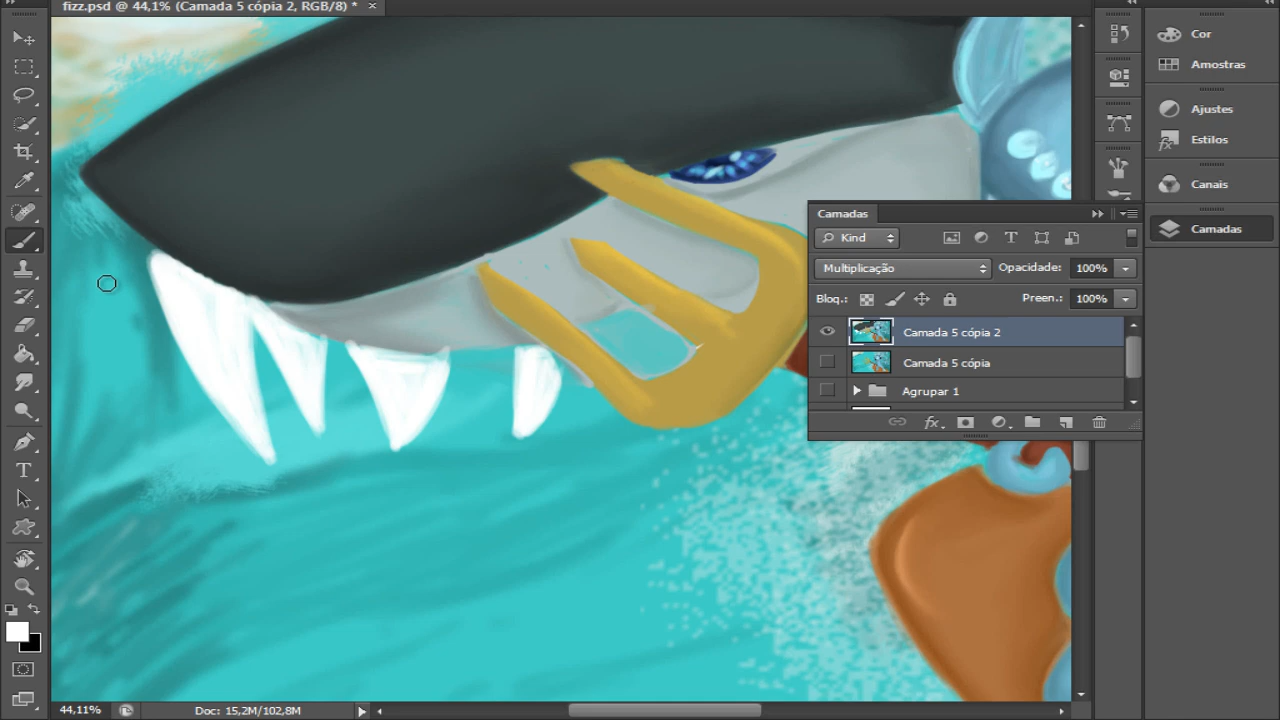 fizz.psd @ 44,1% (Camada 5 cópia 2, RGB/8) * ×
Cor
Amostras
Ajustes
Estilos
Canais
Camadas
Camadas
Kind
Multiplicação Opacidade: 100%
Bloq.: Preen.: 100%
Camada 5 cópia 2
Camada 5 cópia
Agrupar 1
fx
44,11% Doc: 15,2M/102,8M